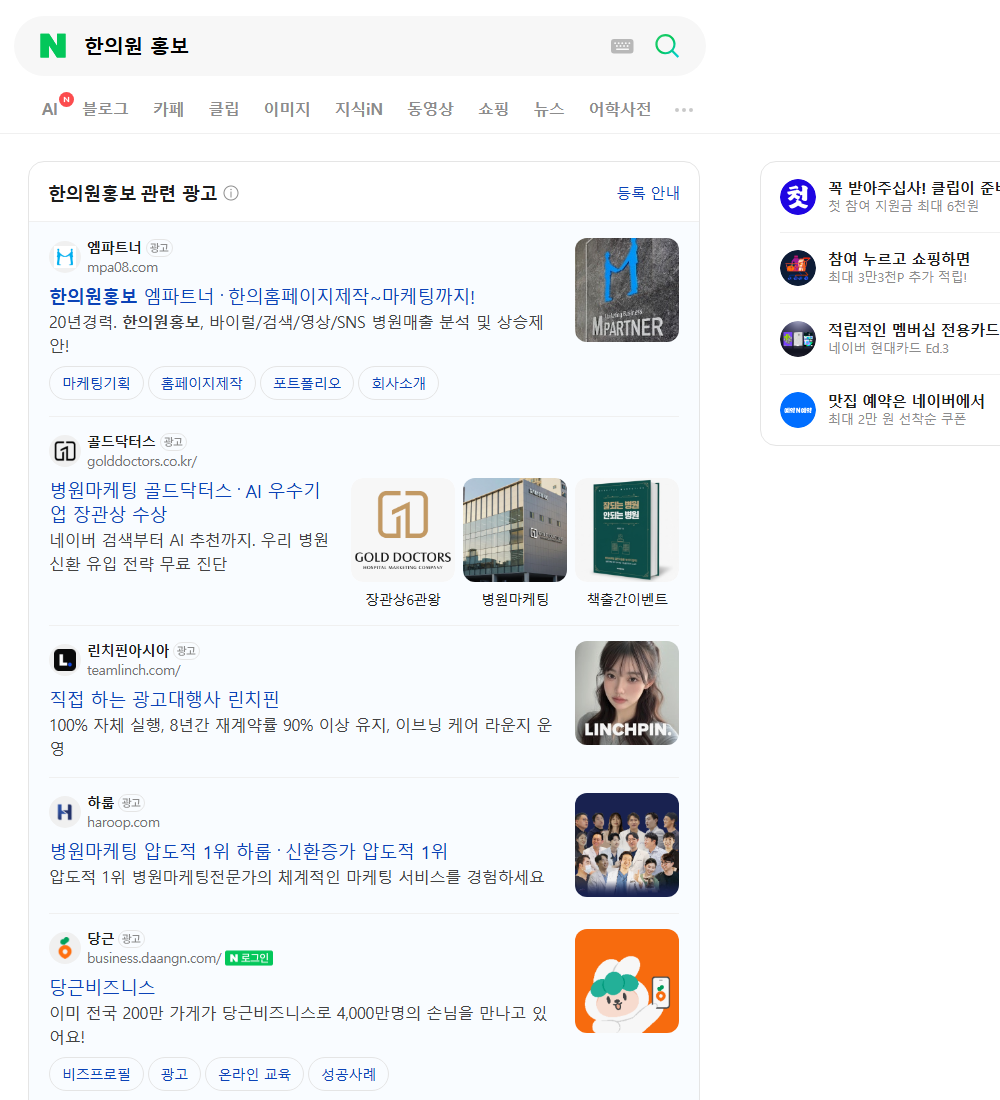 N 한의원 홍보
AI N 블로그 카페 클립 이미지 지식iN 동영상 쇼핑 뉴스 어학사전
한의원홍보 관련 광고
등록 안내
엠파트너 광고
mpa08.com
한의원홍보 엠파트너 · 한의홈페이지제작~마케팅까지!
20년경력. 한의원홍보, 바이럴/검색/영상/SNS 병원매출 분석 및 상승제
안!
마케팅기획 홈페이지제작 포트폴리오 회사소개
MPARTNER
골드닥터스 광고
golddoctors.co.kr/
병원마케팅 골드닥터스 · AI 우수기
업 장관상 수상
네이버 검색부터 AI 추천까지. 우리 병원
신환 유입 전략 무료 진단
GOLD DOCTORS
HOSPITAL MARKETING COMPANY
장관상6관왕
병원마케팅
잘되는 병원
안되는 병원
책출간이벤트
린치핀아시아 광고
teamlinch.com/
직접 하는 광고대행사 린치핀
100% 자체 실행, 8년간 재계약률 90% 이상 유지, 이브닝 케어 라운지 운
영
LINCHPIN.
하룹 광고
haroop.com
병원마케팅 압도적 1위 하룹 · 신환증가 압도적 1위
압도적 1위 병원마케팅전문가의 체계적인 마케팅 서비스를 경험하세요
당근 광고
business.daangn.com/ N 로그인
당근비즈니스
이미 전국 200만 가게가 당근비즈니스로 4,000만명의 손님을 만나고 있
어요!
비즈프로필 광고 온라인 교육 성공사례
첫
꼭 받아주십사! 클립이 준비
첫 참여 지원금 최대 6천원
참여 누르고 쇼핑하면
최대 3만3천P 추가 적립!
적립적인 멤버십 전용카드
네이버 현대카드 Ed.3
예약 N 예약
맛집 예약은 네이버에서
최대 2만 원 선착순 쿠폰